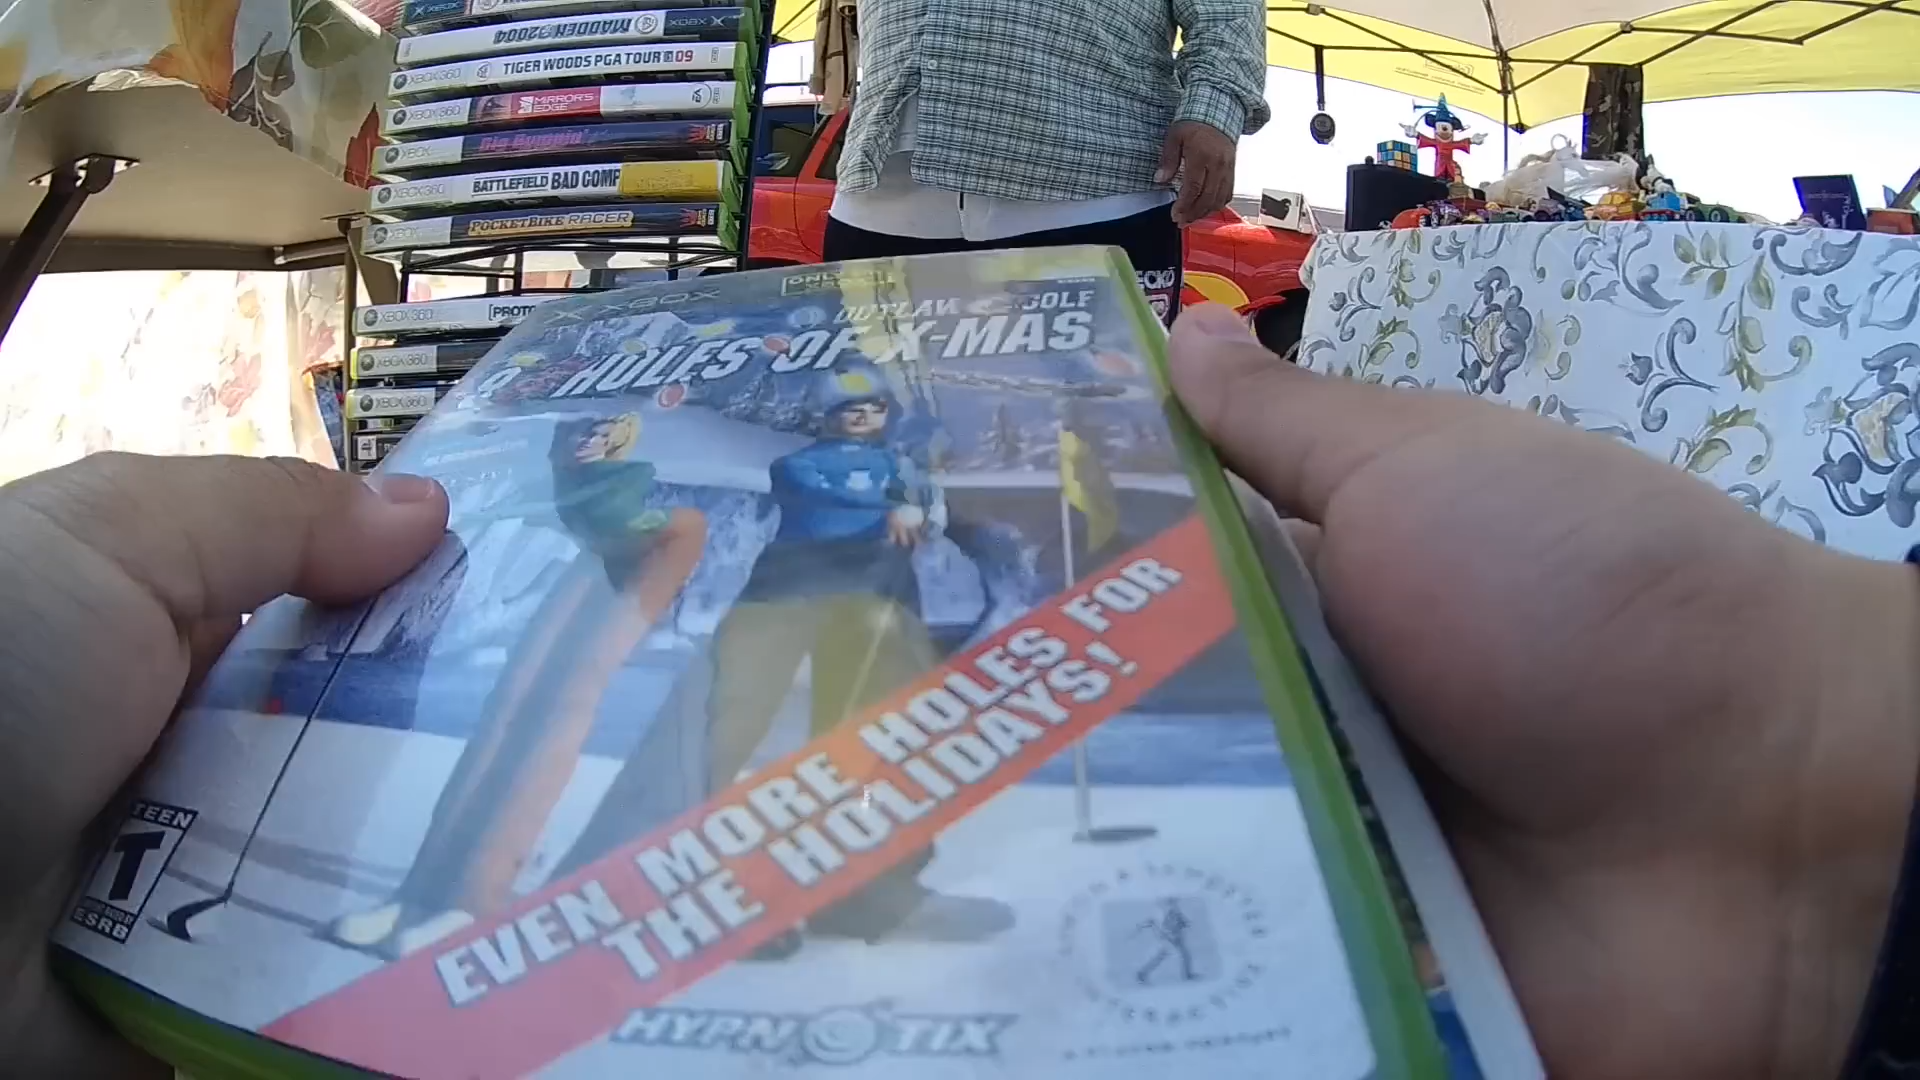 XBOX
MADDEN 2004
XBOX
XBOX 360
TIGER WOODS PGA TOUR 09
XBOX 360
MIRROR'S EDGE
EA
XBOX
Big Bumpin'
XBOX 360
BATTLEFIELD BAD COMP
XBOX
POCKETBIKE RACER
XBOX 360
[PROTO
XBOX 360
XBOX 360
XBOX
ONLY ON
OUTLAW GOLF
9 HOLES OF X-MAS
EVEN MORE HOLES FOR
THE HOLIDAYS!
TEEN
T
ESRB
HYPNOTIX
ECKO